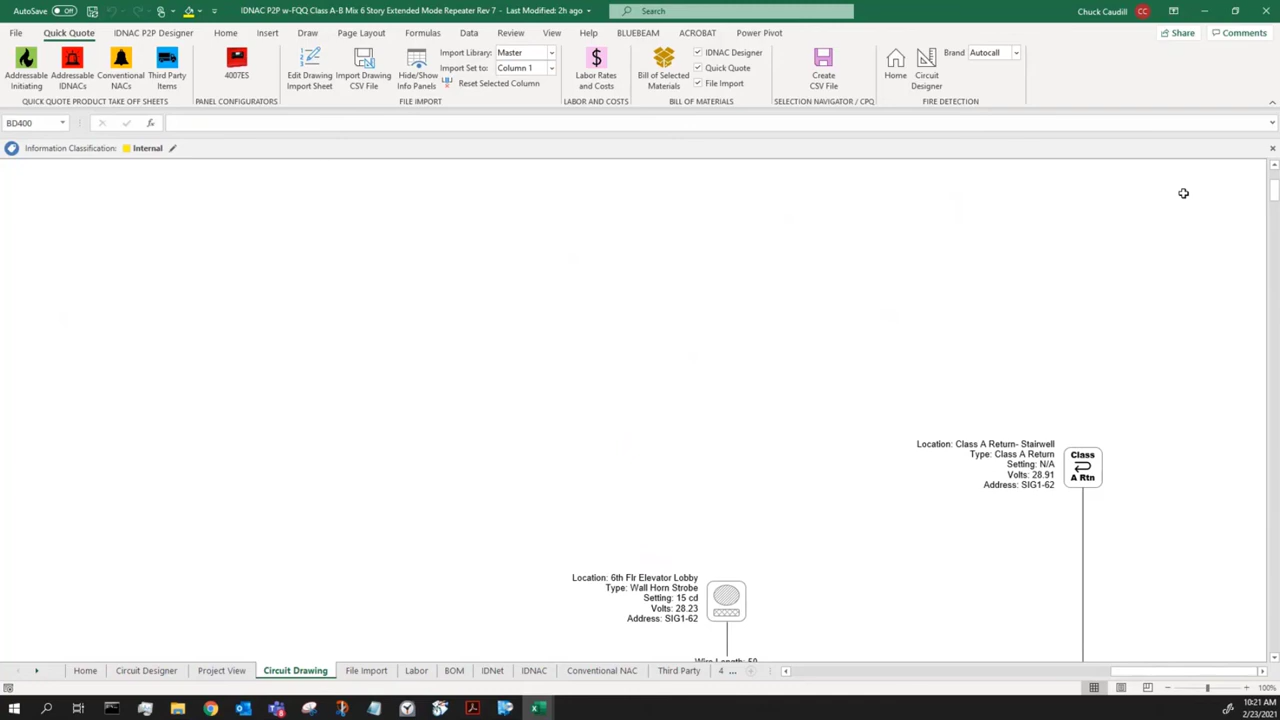 AutoSave Off
IDNAC P2P w-FQQ Class A-B Mix 6 Story Extended Mode Repeater Rev 7 - Last Modified: 2h ago
Search
Chuck Caudill CC
File Quick Quote IDNAC P2P Designer Home Insert Draw Page Layout Formulas Data Review View Help BLUEBEAM ACROBAT Power Pivot Share Comments
Addressable Initiating
Addressable IDNACs
Conventional NACs
Third Party Items
QUICK QUOTE PRODUCT TAKE OFF SHEETS
4007ES
PANEL CONFIGURATORS
Edit Drawing Import Sheet
Import Drawing CSV File
Hide/Show Info Panels
Import Library: Master
Import Set to: Column 1
Reset Selected Column
FILE IMPORT
$
Labor Rates and Costs
LABOR AND COSTS
Bill of Selected Materials
IDNAC Designer
Quick Quote
File Import
BILL OF MATERIALS
Create CSV File
SELECTION NAVIGATOR / CPQ
Home
Circuit Designer
Brand Autocall
FIRE DETECTION
BD400
fx
Information Classification: Internal
Location: Class A Return- Stairwell
Type: Class A Return
Setting: N/A
Volts: 28.91
Address: SIG1-62
Class
A Rtn
Location: 6th Flr Elevator Lobby
Type: Wall Horn Strobe
Setting: 15 cd
Volts: 28.23
Address: SIG1-62
Wire Length: 50
Home Circuit Designer Project View Circuit Drawing File Import Labor BOM IDNet IDNAC Conventional NAC Third Party 4 ...
100%
10:21 AM
2/23/2021